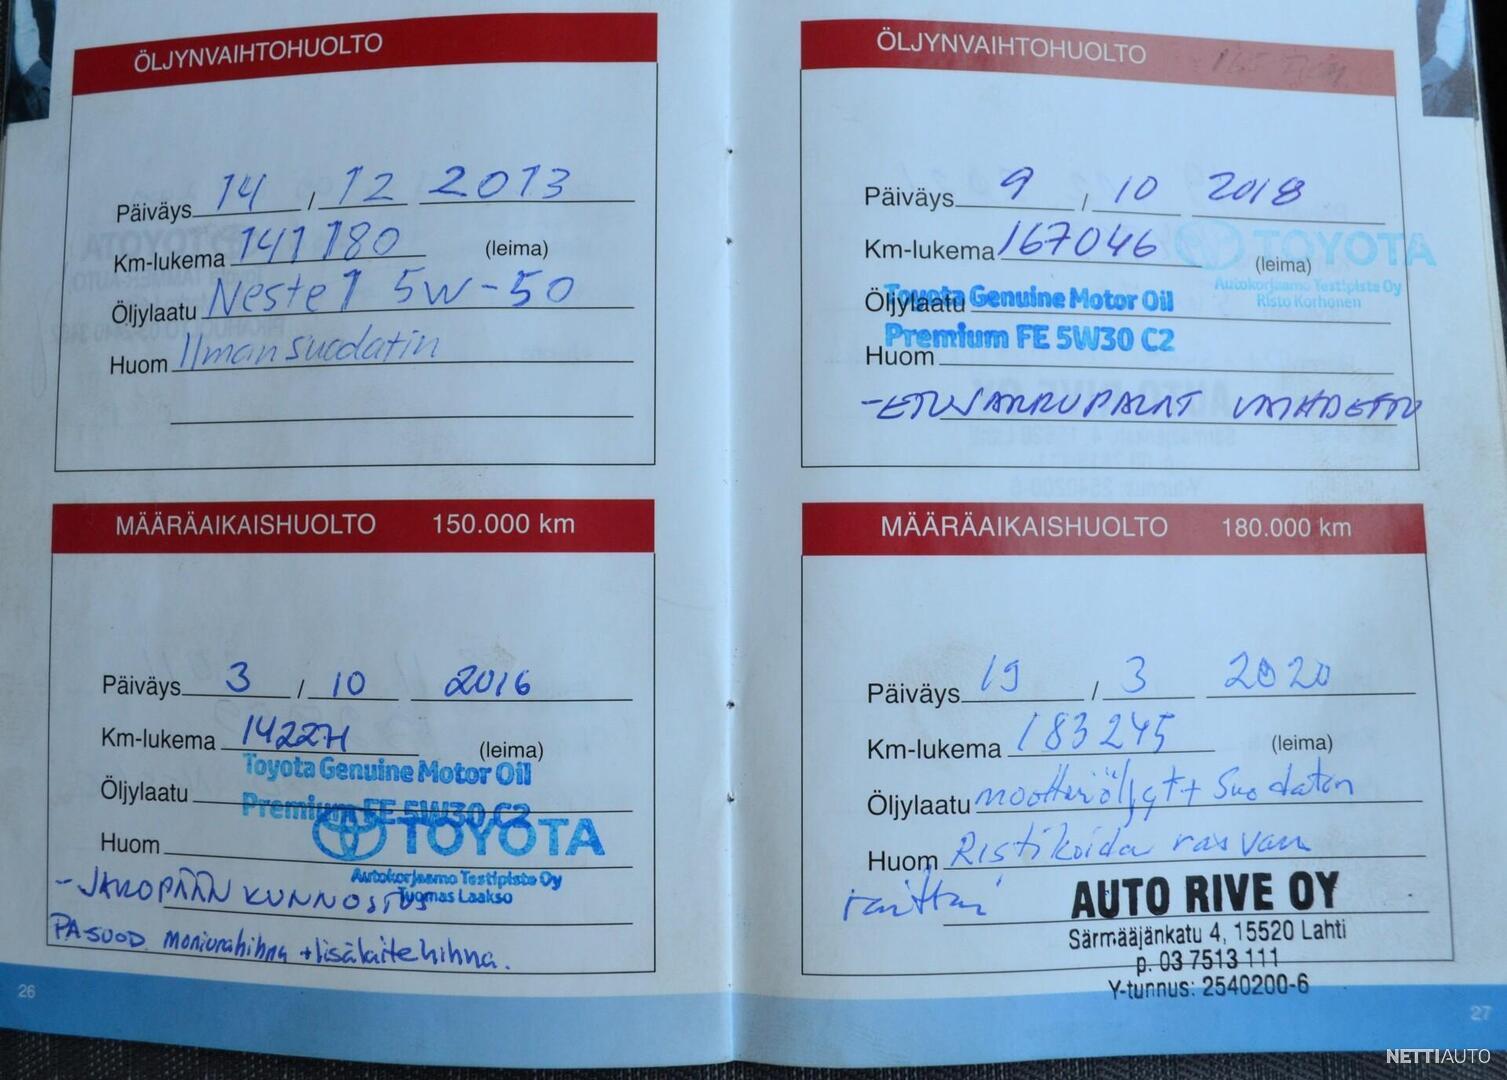 ÖLJYNVAIHTOHUOLTO
Päiväys 14 / 12 2013
Km-lukema 141780 (leima)
Öljylaatu Neste 1 5W-50
Huom Ilmansuodatin
MÄÄRÄAIKAISHUOLTO 150.000 km
Päiväys 3 / 10 2016
Km-lukema (leima)
Toyota Genuine Motor Oil
Öljylaatu
Premium FE 5W30 C2
Huom
TOYOTA
Autokorjaamo Testipiste Oy
Tuomas Laakso
- JAKOPÄÄN KUNNOSTUS
PA-SUOD. moniurahihna + lisälaitehihna.
26
ÖLJYNVAIHTOHUOLTO
Päiväys 9 / 10 2018
Km-lukema 167046 (leima)
TOYOTA
Autokorjaamo Testipiste Oy
Risto Korhonen
Öljylaatu Toyota Genuine Motor Oil
Premium FE 5W30 C2
Huom
- ETUJARRUPALAT VAIHDETTU
MÄÄRÄAIKAISHUOLTO 180.000 km
Päiväys 19 / 3 2020
Km-lukema 183245 (leima)
Öljylaatu moottoriöljyt + Suodatin
Huom Ristikoida rasvan
AUTO RIVE OY
Särmääjänkatu 4, 15520 Lahti
p. 03 7513 111
Y-tunnus: 2540200-6
27
NETTIAUTO